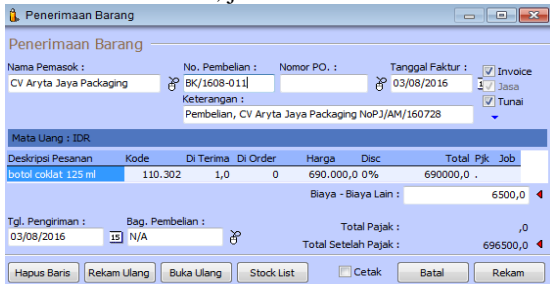 Penerimaan Barang
Penerimaan Barang
Nama Pemasok : No. Pembelian : Nomor PO. : Tanggal Faktur : Invoice
CV Aryta Jaya Packaging BK/1608-011 03/08/2016 Jasa
Keterangan : Tunai
Pembelian, CV Aryta Jaya Packaging NoPJ/AM/160728
Mata Uang : IDR
Deskripsi Pesanan Kode Di Terima Di Order Harga Disc Total Pjk Job
botol coklat 125 ml 110.302 1,0 0 690.000,0 0% 690000,0 .
Biaya - Biaya Lain : 6500,0
Tgl. Pengiriman : Bag. Pembelian : Total Pajak : ,0
03/08/2016 15 N/A
Total Setelah Pajak : 696500,0
Hapus Baris Rekam Ulang Buka Ulang Stock List Cetak Batal Rekam